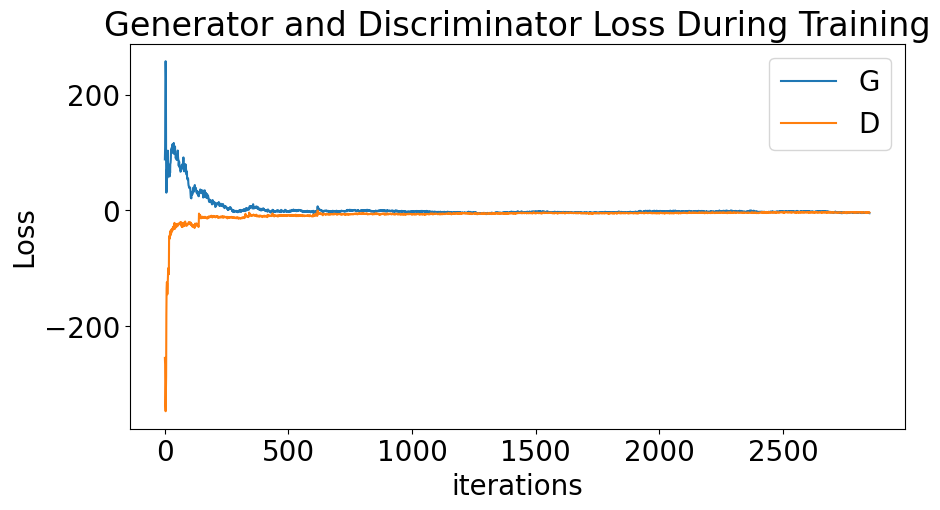 Generator and Discriminator Loss During Training
G
D
200
0
−200
Loss
0 500 1000 1500 2000 2500
iterations